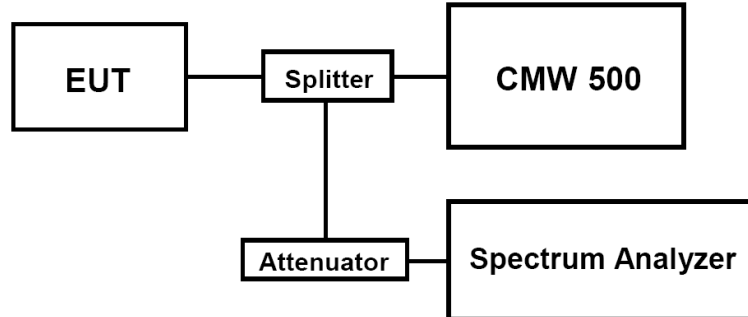 EUT
Splitter
CMW 500
Attenuator
Spectrum Analyzer